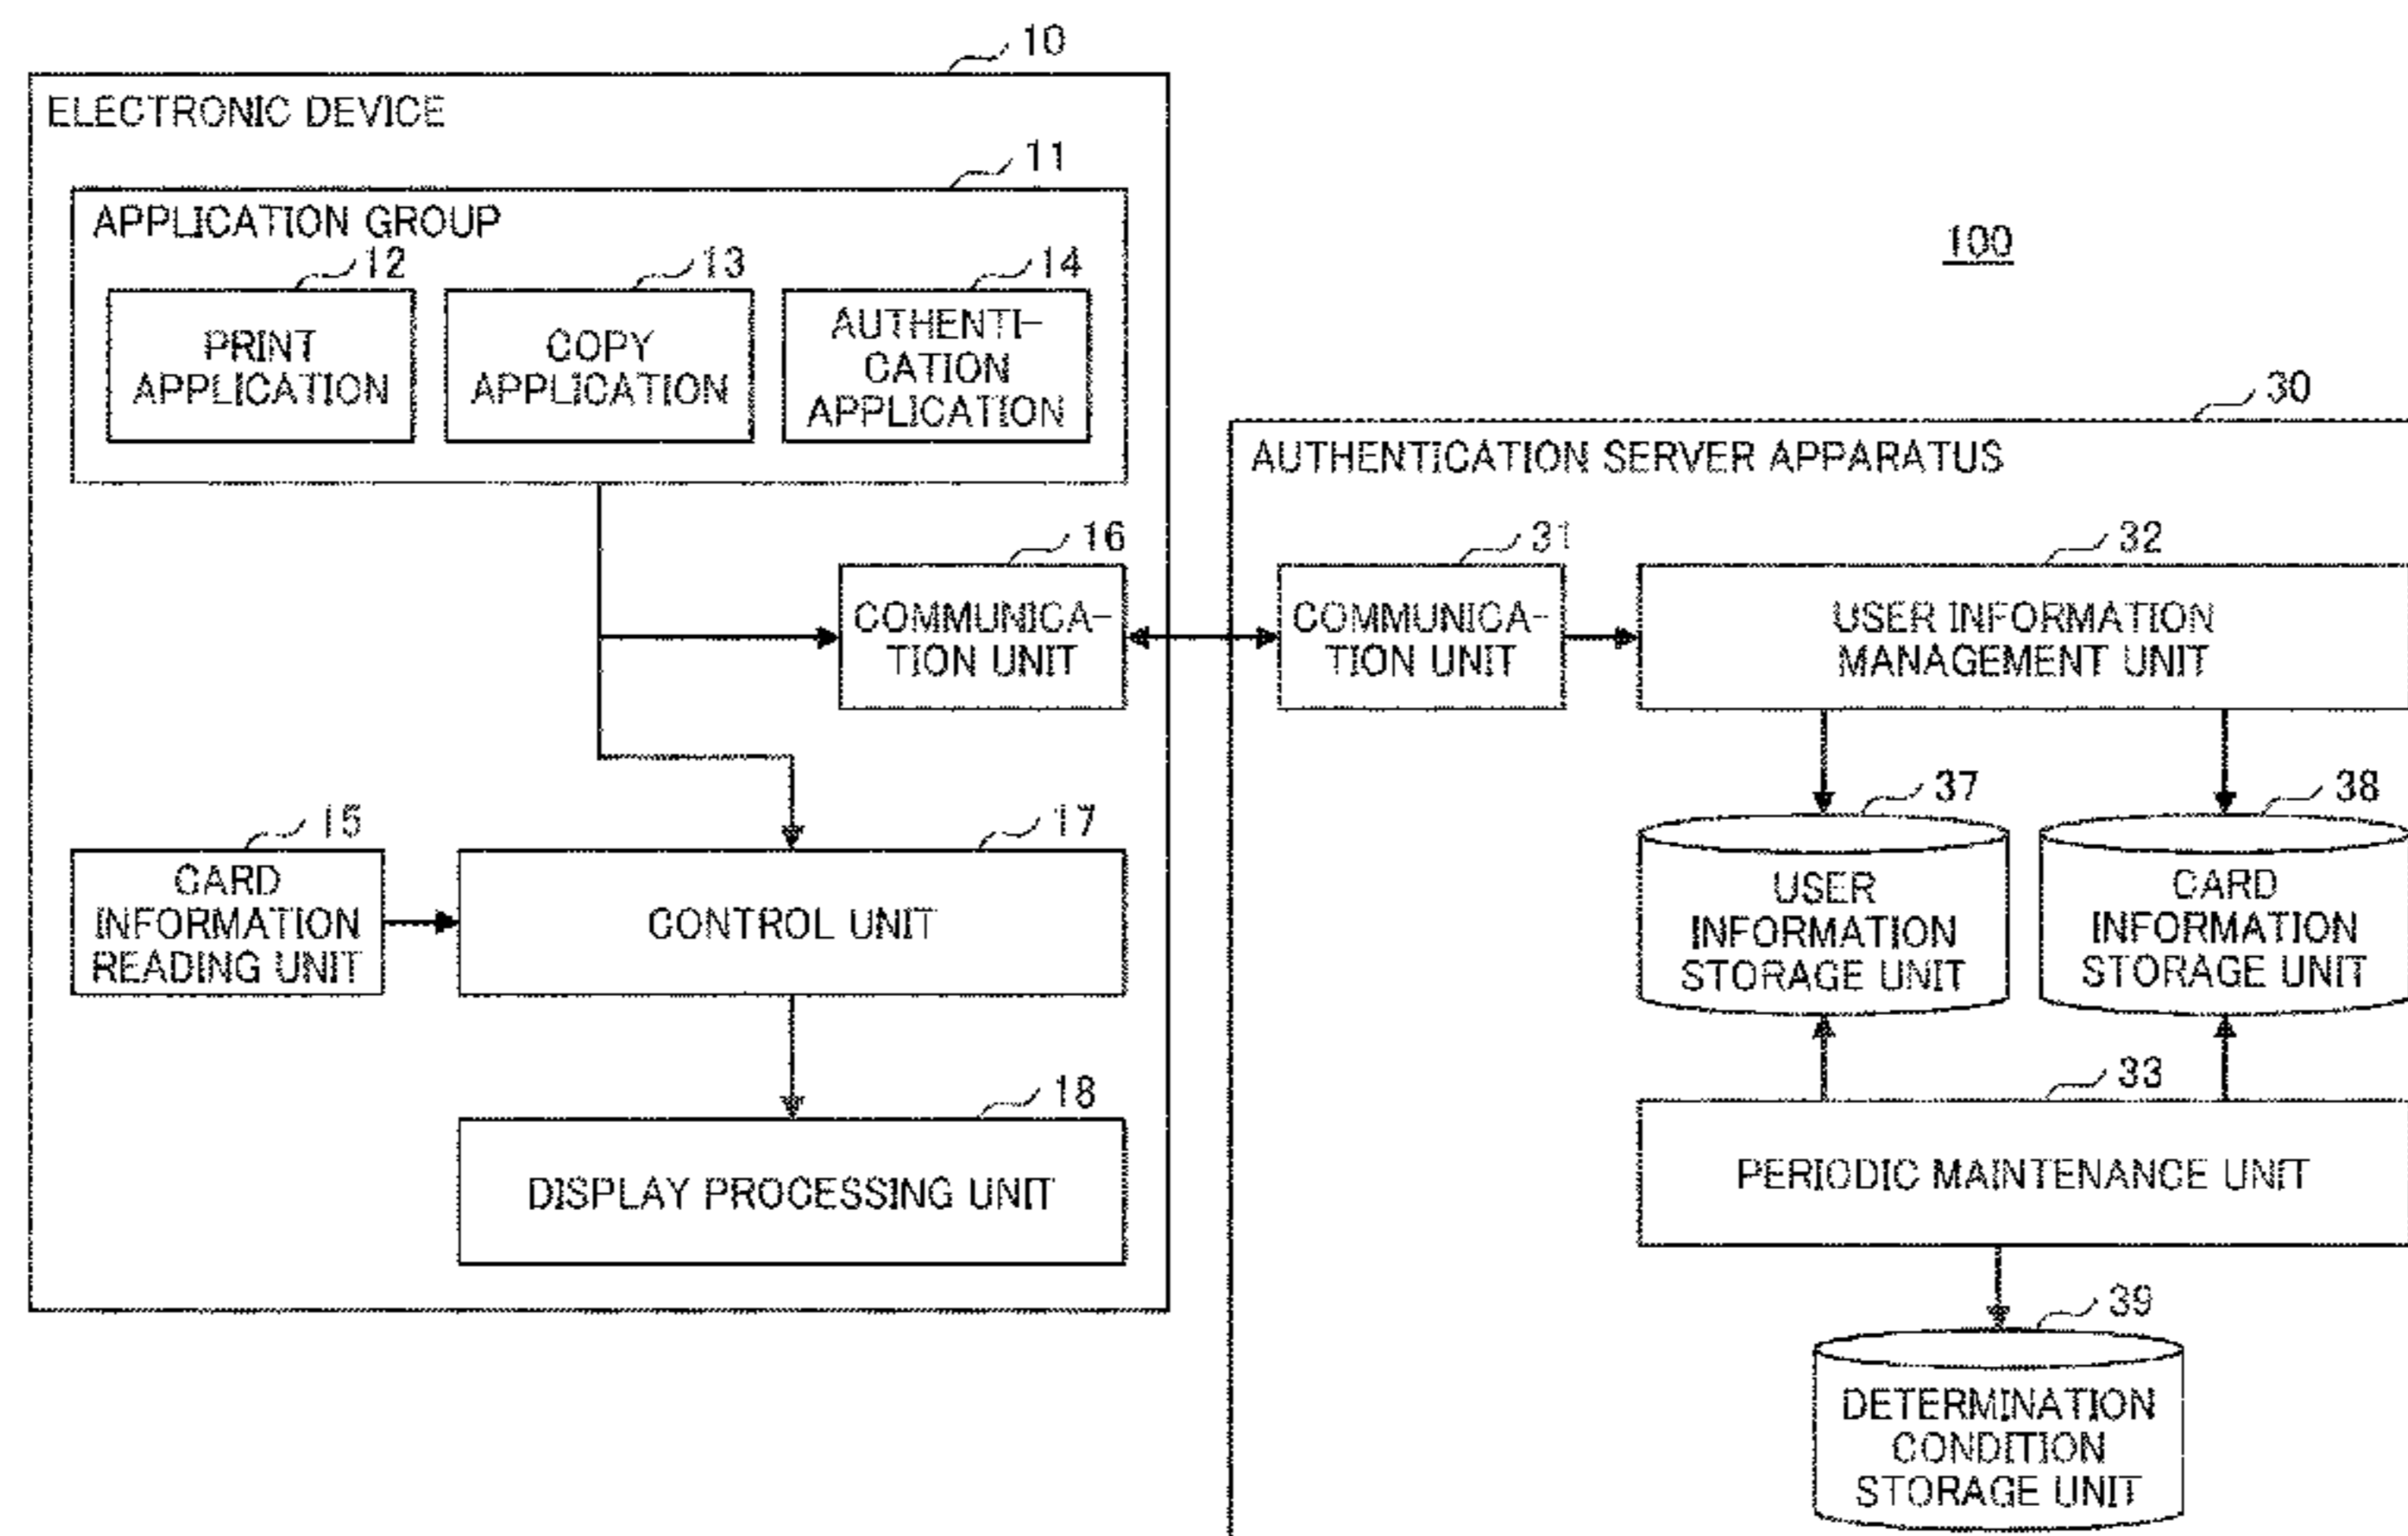 10
ELECTRONIC DEVICE
11
APPLICATION GROUP
12
13
14
PRINT
APPLICATION
COPY
APPLICATION
AUTHENTI-
CATION
APPLICATION
16
COMMUNICA-
TION UNIT
15
CARD
INFORMATION
READING UNIT
17
CONTROL UNIT
18
DISPLAY PROCESSING UNIT
100
30
AUTHENTICATION SERVER APPARATUS
31
COMMUNICA-
TION UNIT
32
USER INFORMATION
MANAGEMENT UNIT
37
USER
INFORMATION
STORAGE UNIT
38
CARD
INFORMATION
STORAGE UNIT
33
PERIODIC MAINTENANCE UNIT
39
DETERMINATION
CONDITION
STORAGE UNIT